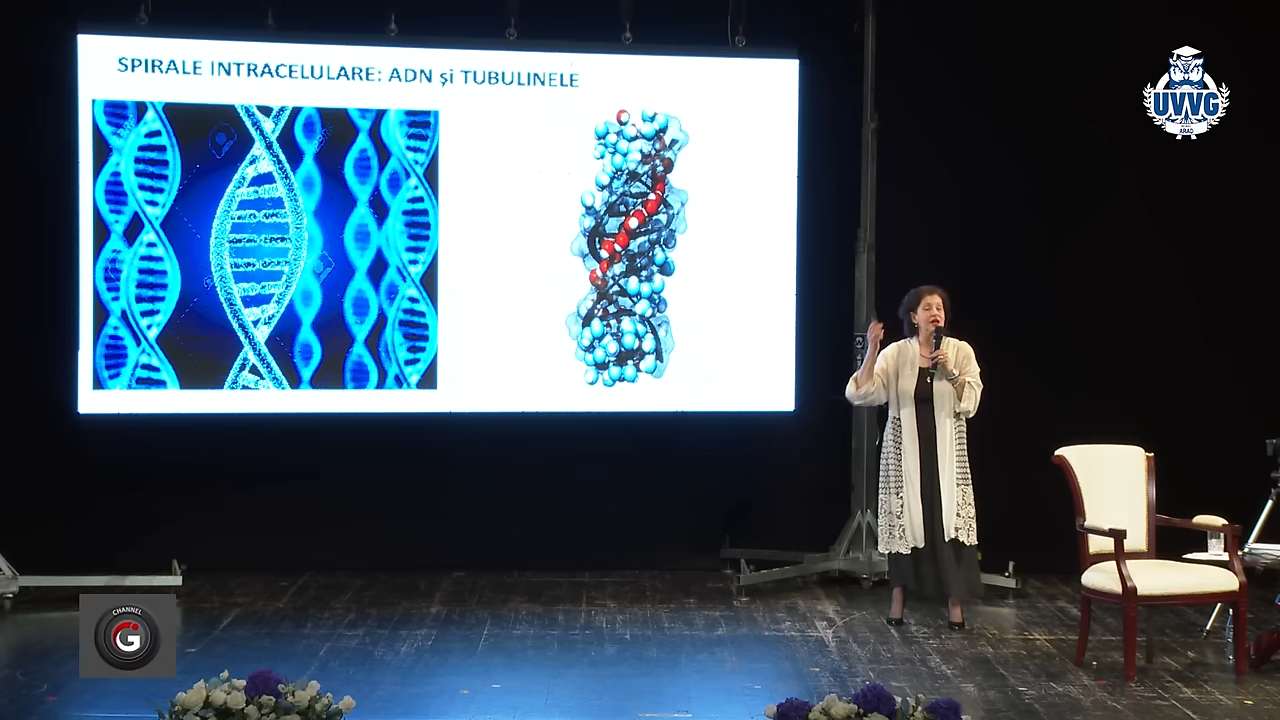 SPIRALE INTRACELULARE: ADN și TUBULINELE
UVVG
ARAD
CHANNEL
G